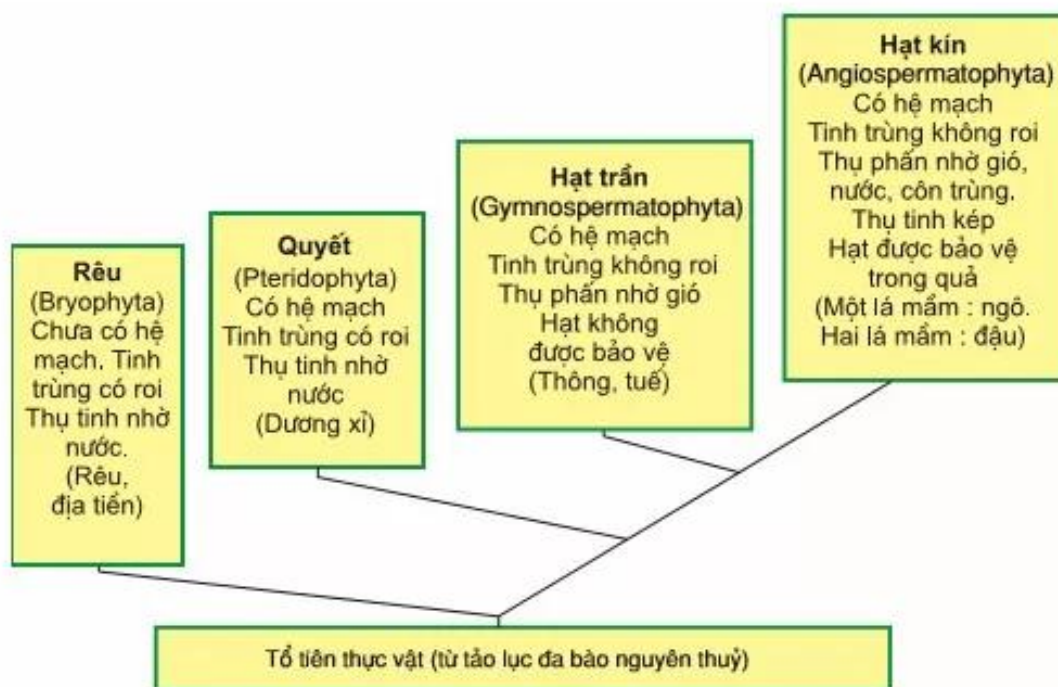 Rêu
(Bryophyta)
Chưa có hệ
mạch, Tinh
trùng có roi
Thụ tinh nhờ
nước.
(Rêu,
địa tiền)
Quyết
(Pteridophyta)
Có hệ mạch
Tinh trùng có roi
Thụ tinh nhờ
nước
(Dương xỉ)
Hạt trần
(Gymnospermatophyta)
Có hệ mạch
Tinh trùng không roi
Thụ phấn nhờ gió
Hạt không
được bảo vệ
(Thông, tuế)
Hạt kín
(Angiospermatophyta)
Có hệ mạch
Tinh trùng không roi
Thụ phấn nhờ gió,
nước, côn trùng.
Thụ tinh kép
Hạt được bảo vệ
trong quả
(Một lá mầm : ngô.
Hai lá mầm : đậu)
Tổ tiên thực vật (từ tảo lục đa bào nguyên thuỷ)